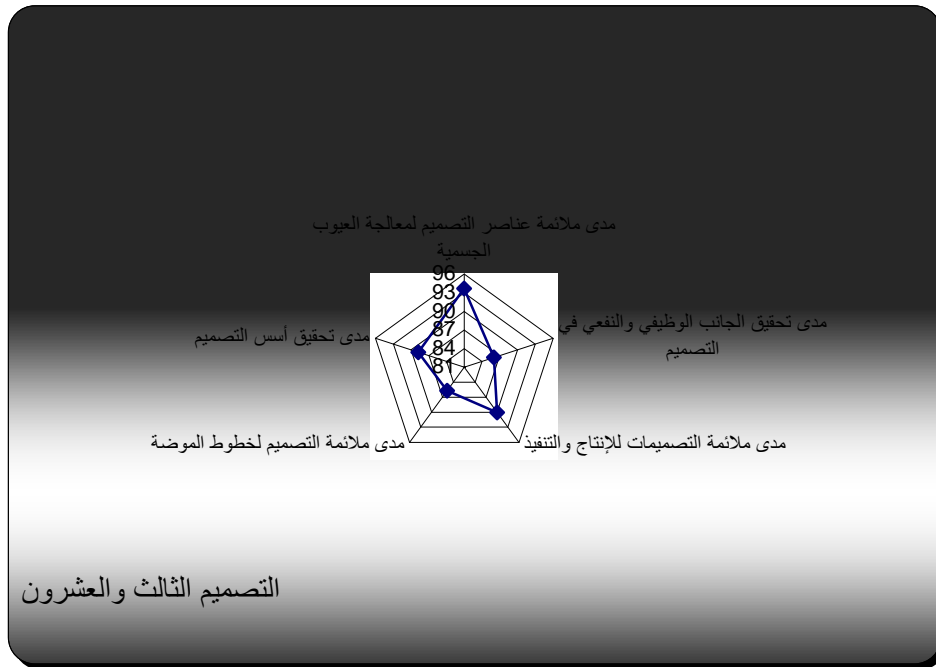 مدى ملائمة عناصر التصميم لمعالجة العيوب
الجسمية
96
93
90
87
84
81
مدى تحقيق الجانب الوظيفي والنفعي في
التصميم
مدى تحقيق أسس التصميم
مدى ملائمة التصميمات للإنتاج والتنفيذ
مدى ملائمة التصميم لخطوط الموضة
التصميم الثالث والعشرون